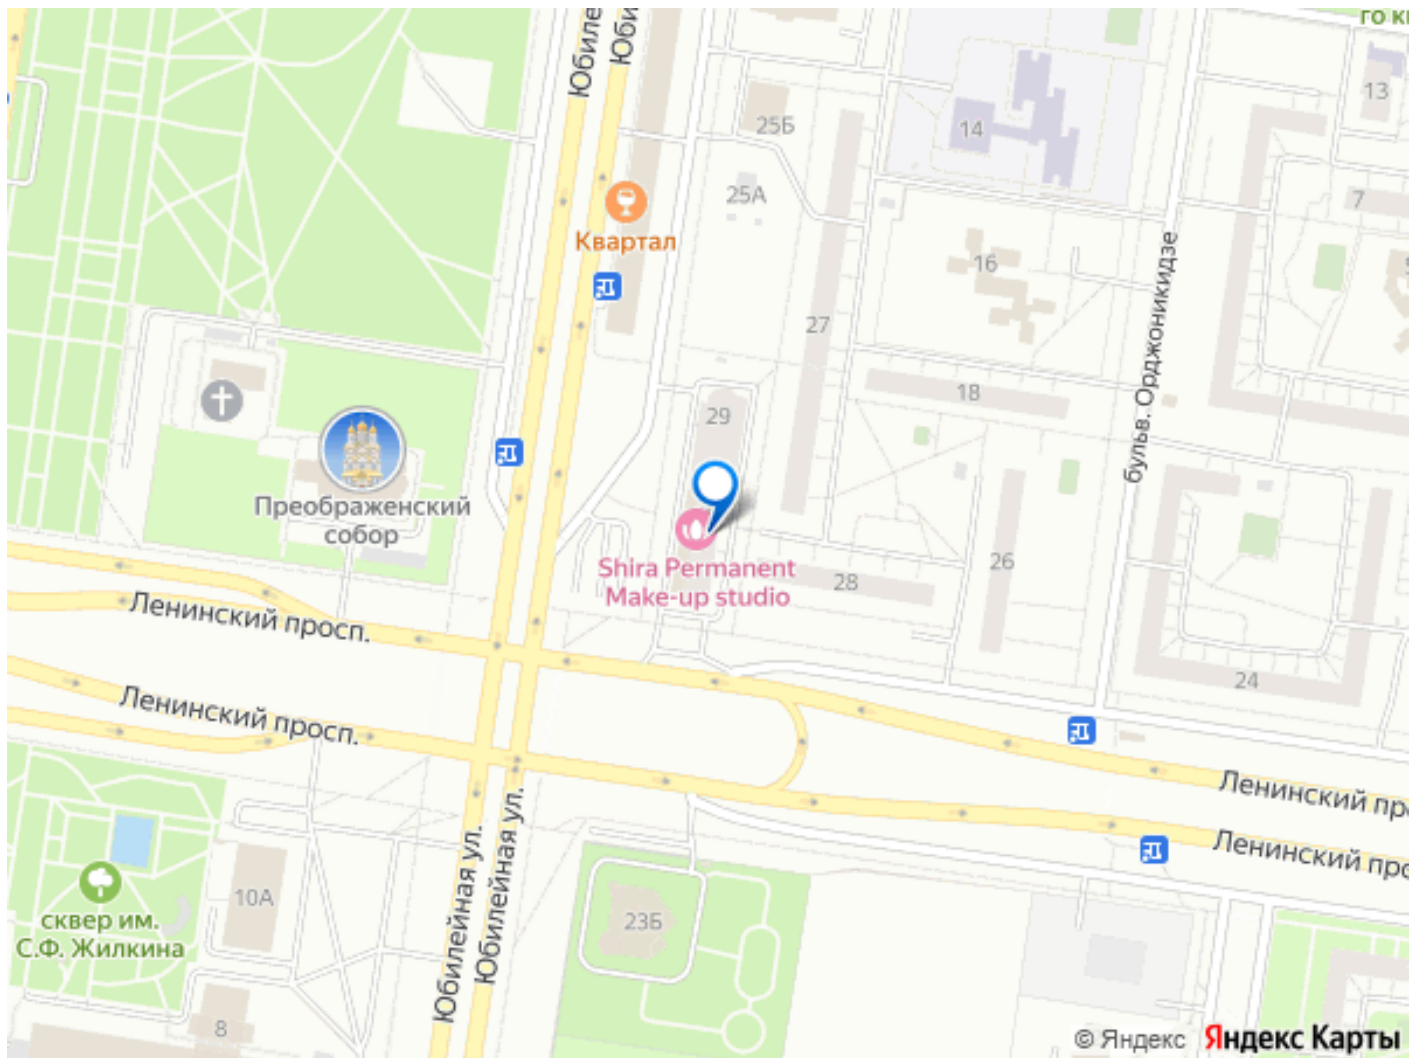 го к
Юбиле
Юби
13
25Б
14
25А
7
Квартал
16
бульв. Орджоникидзе
27
18
29
Преображенский
собор
Shira Permanent
Make-up studio
28
26
24
Ленинский просп.
Ленинский просп.
Ленинский пр
Ленинский про
Юбилейная ул.
Юбилейная ул.
10А
23Б
сквер им.
С.Ф. Жилкина
8
© Яндекс Яндекс Карты